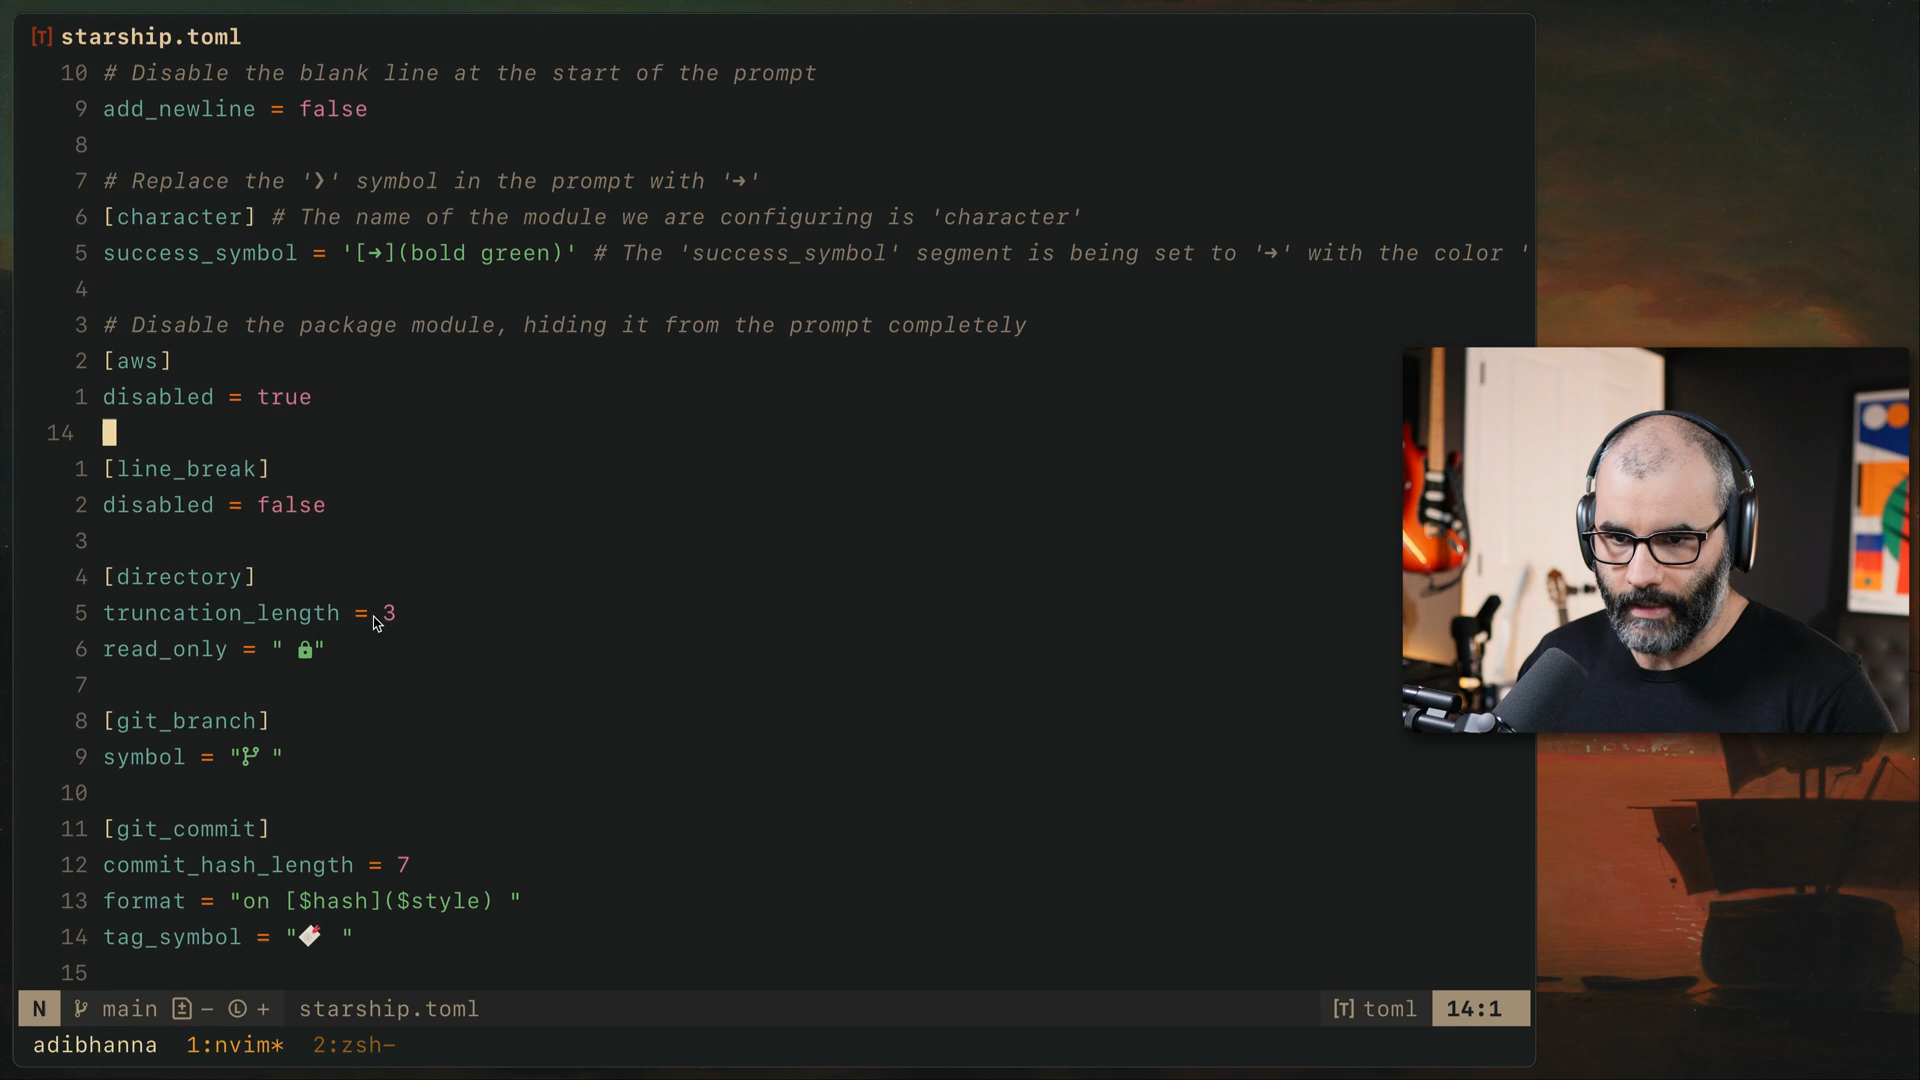 [T] starship.toml
10 # Disable the blank line at the start of the prompt
9 add_newline = false
8
7 # Replace the '❯' symbol in the prompt with '➜'
6 [character] # The name of the module we are configuring is 'character'
5 success_symbol = '[➜](bold green)' # The 'success_symbol' segment is being set to '➜' with the color '
4
3 # Disable the package module, hiding it from the prompt completely
2 [aws]
1 disabled = true
14
1 [line_break]
2 disabled = false
3
4 [directory]
5 truncation_length = 3
6 read_only = " 🔒"
7
8 [git_branch]
9 symbol = " "
10
11 [git_commit]
12 commit_hash_length = 7
13 format = "on [$hash]($style) "
14 tag_symbol = "🔖 "
15
N main − Ⓛ + starship.toml [T] toml 14:1
adibhanna 1:nvim* 2:zsh-